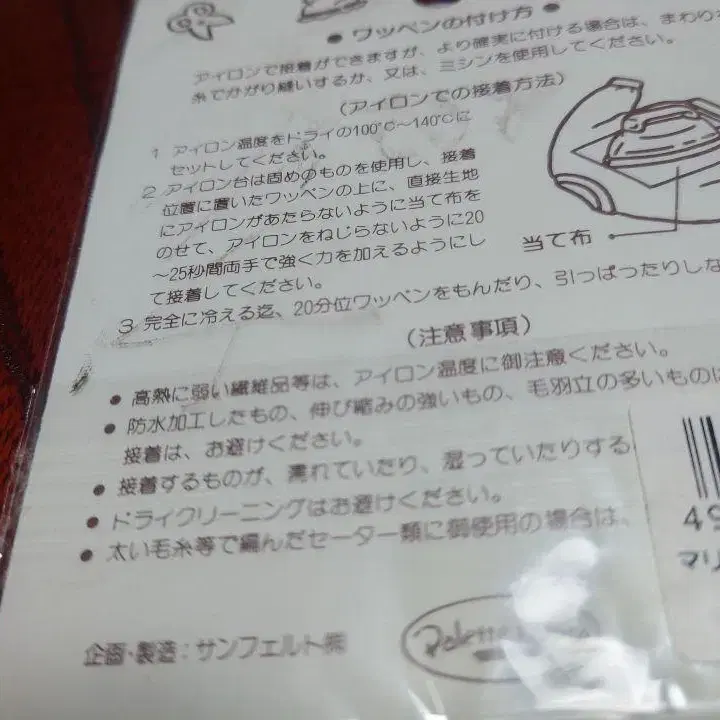 ● ワッペンの付け方 ●
アイロンで接着ができますが、より確実に付ける場合は、まわりを
糸でかがり縫いするか、又は、ミシンを使用してください。
(アイロンでの接着方法)
1 アイロン温度をドライの100℃〜140℃に
セットしてください。
2 アイロン台は固めのものを使用し、接着
位置に置いたワッペンの上に、直接生地
にアイロンがあたらないように当て布を
のせて、アイロンをねじらないように20
〜25秒間両手で強く力を加えるようにし
て接着してください。
当て布
3 完全に冷える迄、20分位ワッペンをもんだり、引っぱったりしな
(注意事項)
● 高熱に弱い繊維品等は、アイロン温度に御注意ください。
● 防水加工したもの、伸び縮みの強いもの、毛羽立の多いものに
接着は、お避けください。
● 接着するものが、濡れていたり、湿っていたりする
● ドライクリーニングはお避けください。
● 太い毛糸等で編んだセーター類に御使用の場合は、
49
マリ
企画・製造：サンフェルト㈱